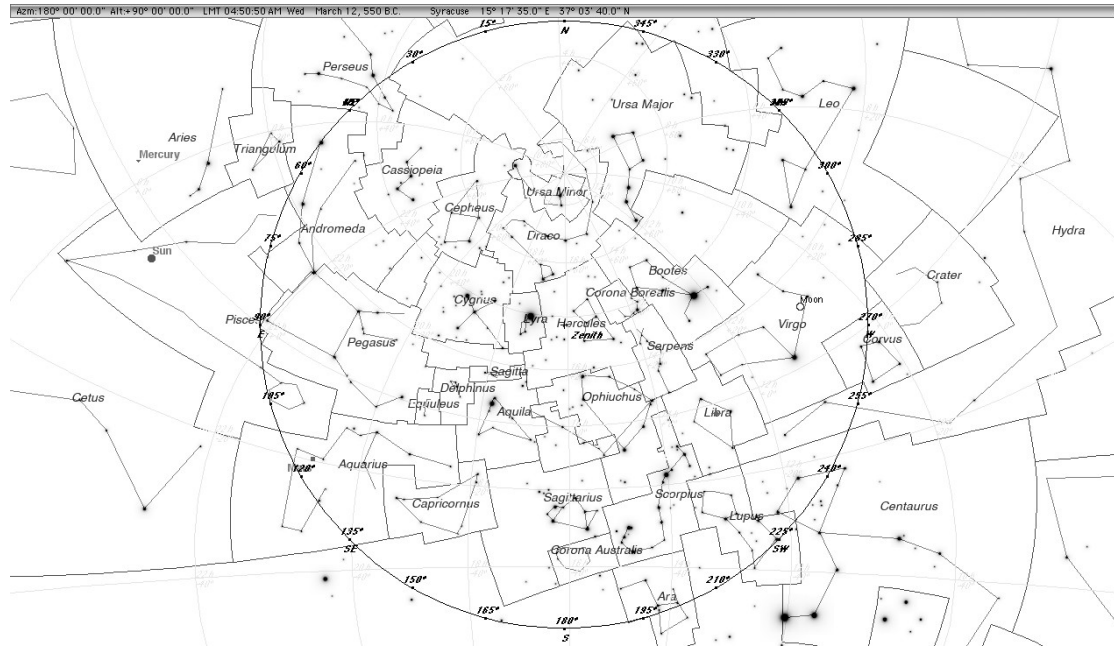 Azm:180° 00' 00.0" Alt:+90° 00' 00.0" LMT 04:50:50 AM Wed March 12, 550 B.C. Syracuse 15° 17' 35.0" E 37° 03' 40.0" N
15° N 345°
30° 330°
Perseus
Ursa Major Leo
Aries
Mercury
Triangulum
60° 300°
Cassiopeia
Ursa Minor
Cepheus
Andromeda Draco
75° 285° Hydra
Sun
Bootes
Crater
Cygnus Corona Borealis
Moon
Pisces 90° Lyra Hercules Virgo 270°
E Zenith W
Pegasus Serpens Corvus
Sagitta
Delphinus
Cetus 105° Equuleus Aquila Ophiuchus Libra 255°
Aquarius
120° 240°
Capricornus Sagittarius Scorpius Centaurus
Lupus
135° 225°
SE Corona Australis SW
150° 210°
Ara
165° 195°
180°
S